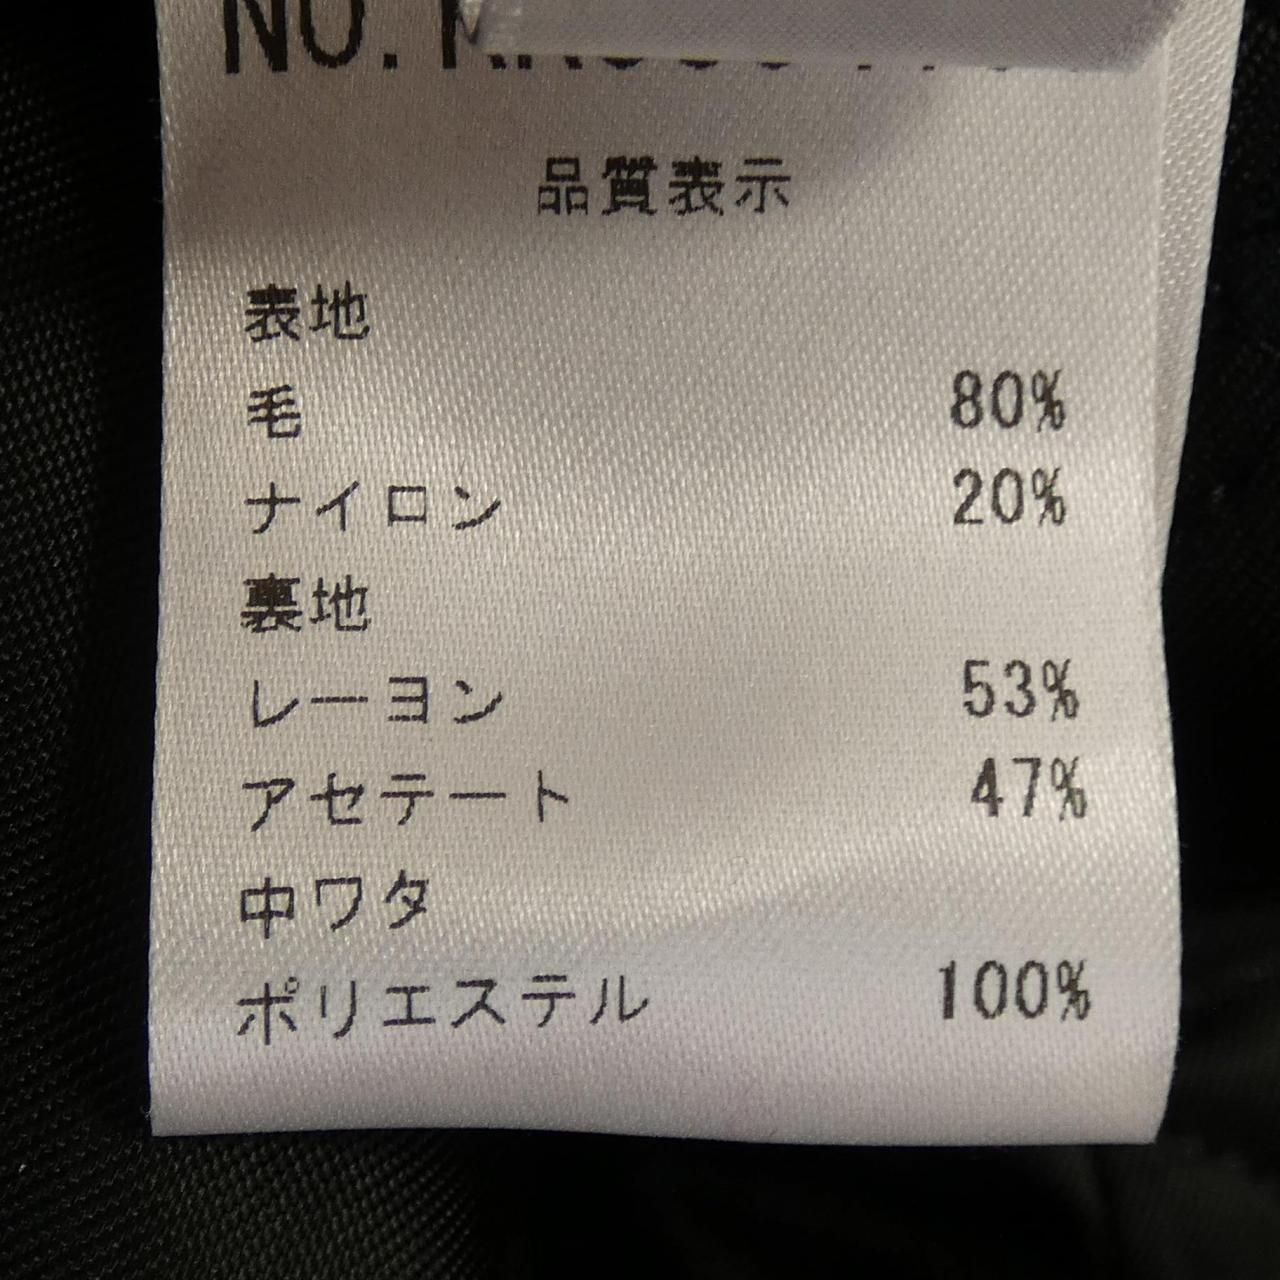 NO.
品質表示
表地
毛 80%
ナイロン 20%
裏地
レーヨン 53%
アセテート 47%
中ワタ
ポリエステル 100%